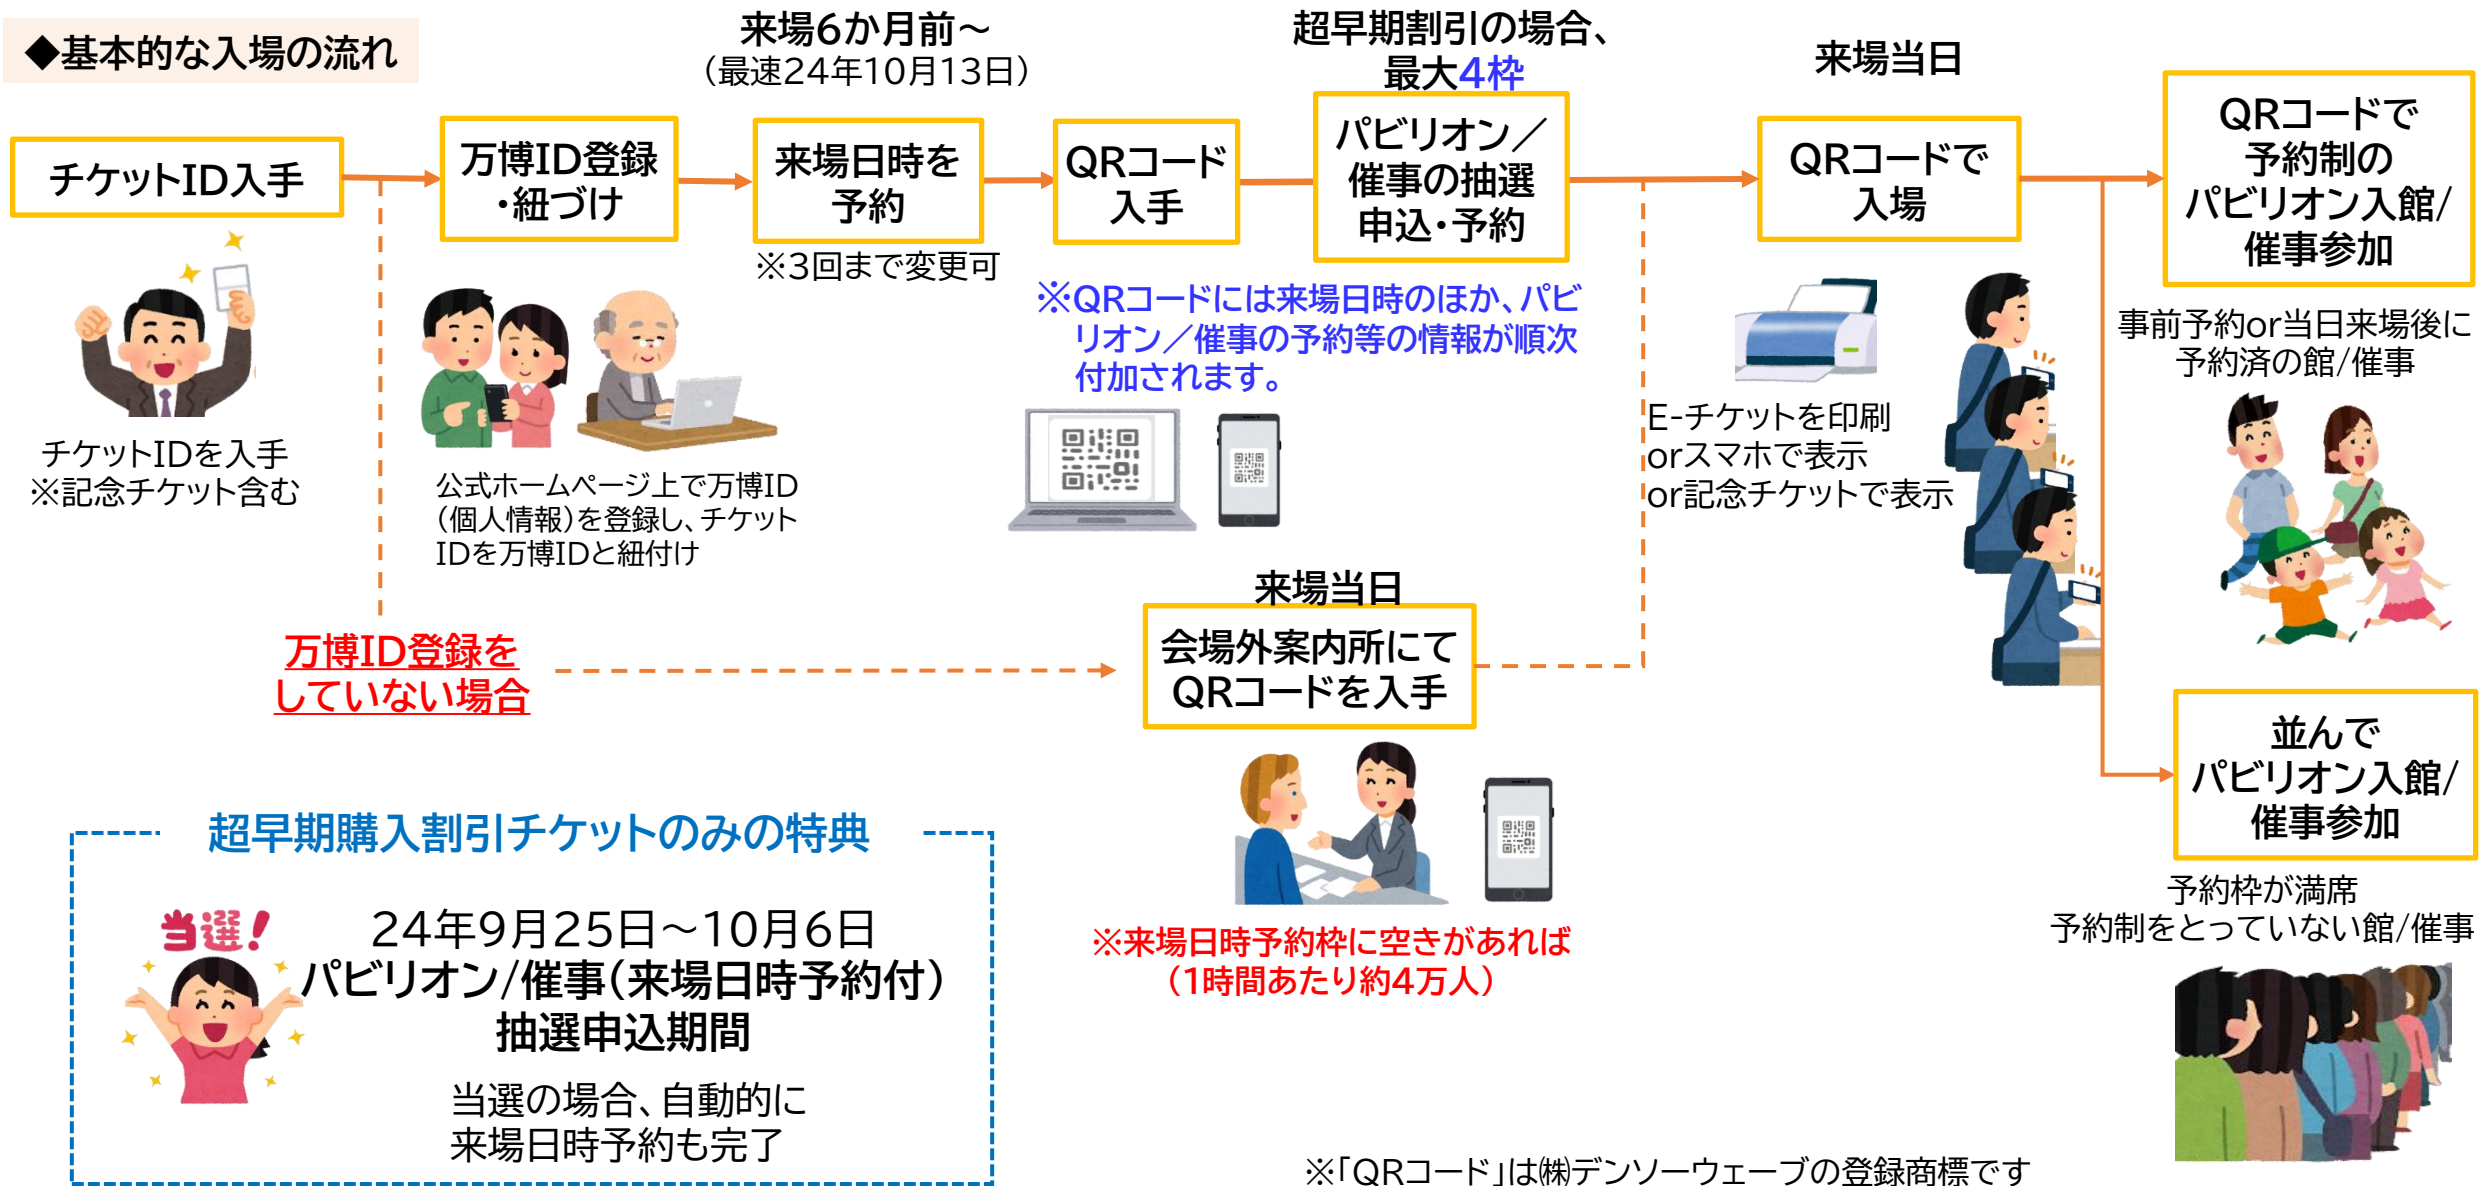 ◆基本的な入場の流れ
来場6か月前～
（最速24年10月13日）
超早期割引の場合、
最大4枠
来場当日
チケットID入手
万博ID登録
・紐づけ
来場日時を
予約
QRコード
入手
パビリオン／
催事の抽選
申込・予約
QRコードで
入場
QRコードで
予約制の
パビリオン入館/
催事参加
※3回まで変更可
※QRコードには来場日時のほか、パビ
リオン／催事の予約等の情報が順次
付加されます。
事前予約or当日来場後に
予約済の館/催事
チケットIDを入手
※記念チケット含む
公式ホームページ上で万博ID
（個人情報）を登録し、チケット
IDを万博IDと紐付け
E-チケットを印刷
orスマホで表示
or記念チケットで表示
万博ID登録を
していない場合
来場当日
会場外案内所にて
QRコードを入手
※来場日時予約枠に空きがあれば
（1時間あたり約4万人）
並んで
パビリオン入館/
催事参加
予約枠が満席
予約制をとっていない館/催事
超早期購入割引チケットのみの特典
当選！
24年9月25日～10月6日
パビリオン/催事（来場日時予約付）
抽選申込期間
当選の場合、自動的に
来場日時予約も完了
※「QRコード」は㈱デンソーウェーブの登録商標です